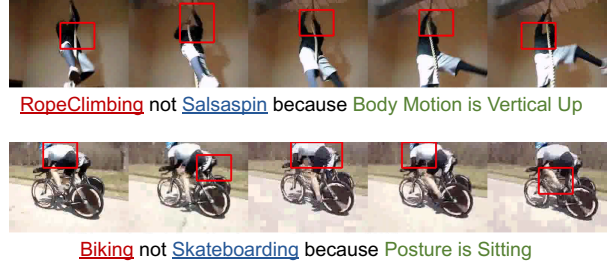 RopeClimbing not Salsaspin because Body Motion is Vertical Up
Biking not Skateboarding because Posture is Sitting